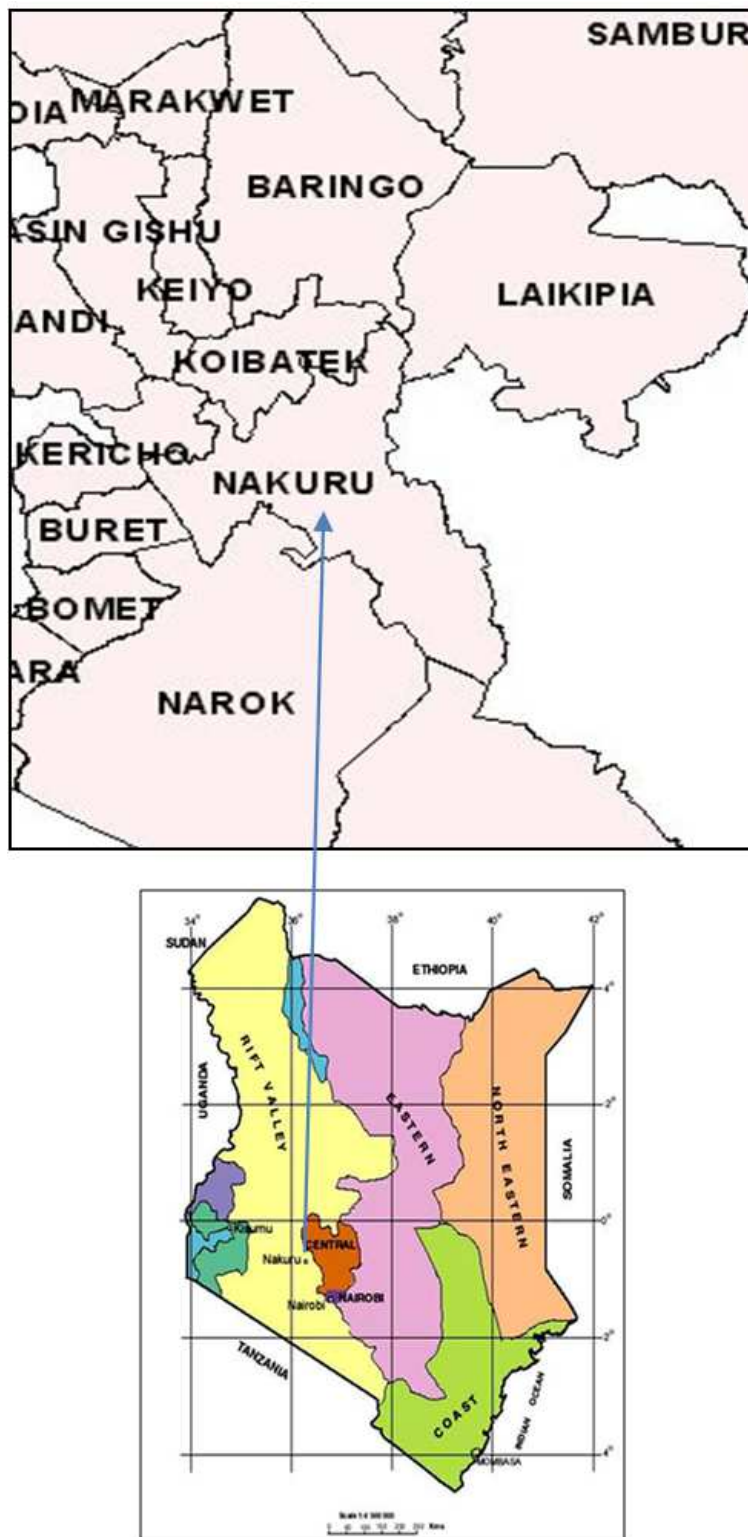 SAMBUR
DIA
MARAKWET
BARINGO
ASIN GISHU
KEIYO
LAIKIPIA
ANDI
KOIBATEK
KERICHO
NAKURU
BURET
BOMET
ARA
NAROK
34°
36°
38°
40°
42°
SUDAN
ETHIOPIA
4°
UGANDA
RIFT VALLEY
EASTERN
NORTH EASTERN
2°
SOMALIA
0°
Kisumu
CENTRAL
Nakuru
NAIROBI
Nairobi
2°
TANZANIA
COAST
INDIAN OCEAN
4°
MOMBASA